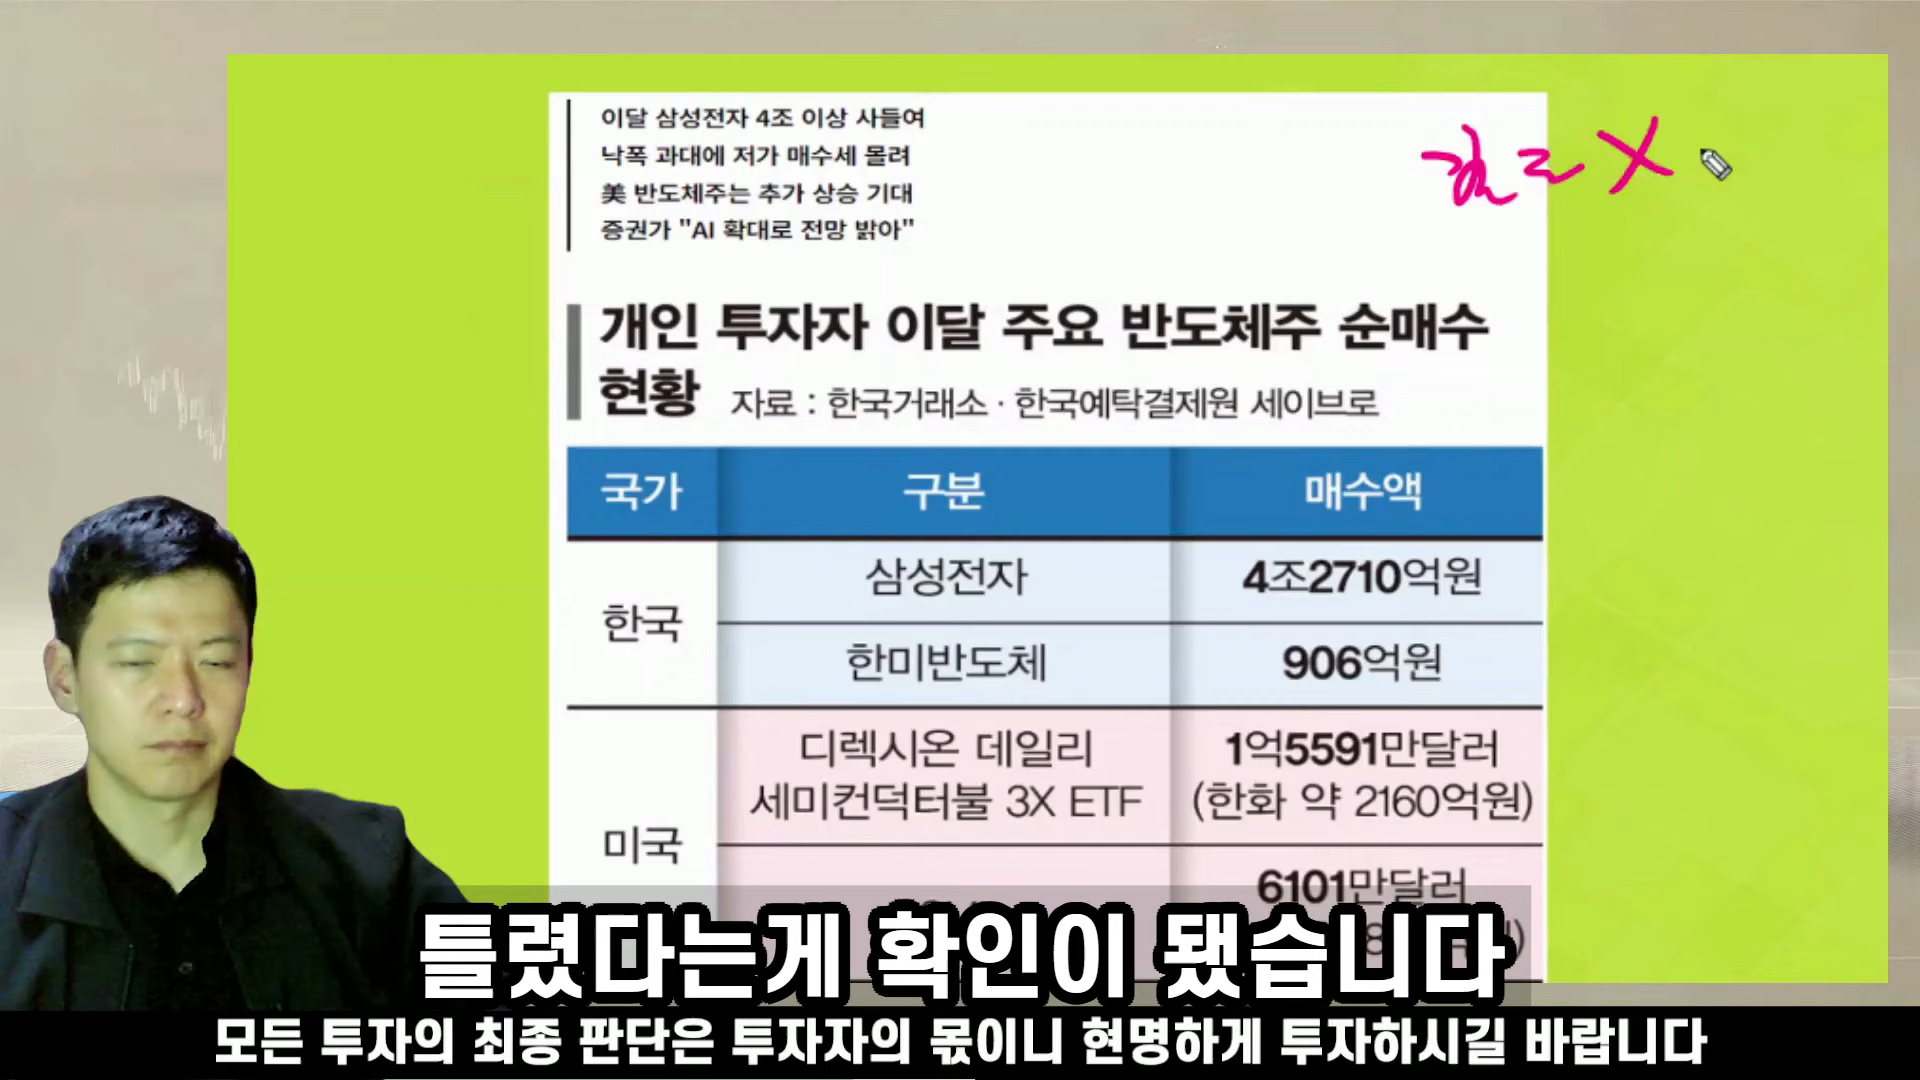 이달 삼성전자 4조 이상 사들여
낙폭 과대에 저가 매수세 몰려
美 반도체주는 추가 상승 기대
증권가 "AI 확대로 전망 밝아"
개인 투자자 이달 주요 반도체주 순매수
현황 자료 : 한국거래소 · 한국예탁결제원 세이브로
국가 구분 매수액
한국
삼성전자 4조2710억원
한미반도체 906억원
미국
디렉시온 데일리 1억5591만달러
세미컨덕터불 3X ETF (한화 약 2160억원)
6101만달러
틀렸다는게 확인이 됐습니다
모든 투자의 최종 판단은 투자자의 몫이니 현명하게 투자하시길 바랍니다